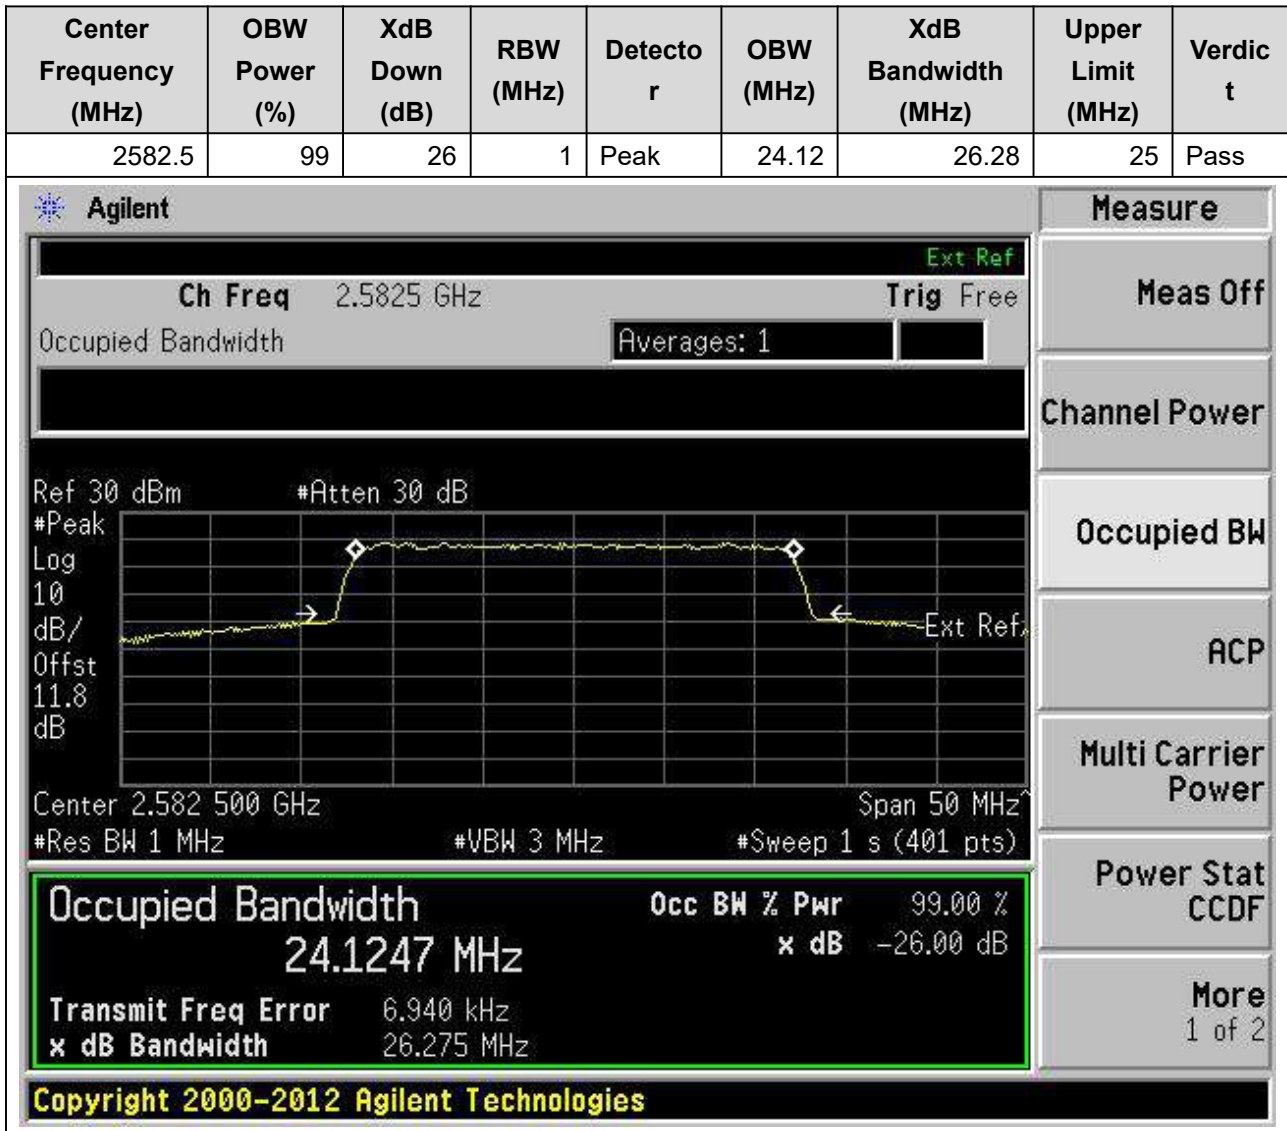 Center Frequency (MHz) OBW Power (%) XdB Down (dB) RBW (MHz) Detector OBW (MHz) XdB Bandwidth (MHz) Upper Limit (MHz) Verdict
2582.5 99 26 1 Peak 24.12 26.28 25 Pass
Agilent
Measure
Ext Ref
Ch Freq 2.5825 GHz Trig Free
Occupied Bandwidth Averages: 1
Meas Off
Channel Power
Occupied BW
ACP
Multi Carrier
Power
Power Stat
CCDF
More
1 of 2
Ref 30 dBm #Atten 30 dB
#Peak
Log
10
dB/
Offst
11.8
dB
Ext Ref
Center 2.582 500 GHz Span 50 MHz^
#Res BW 1 MHz #VBW 3 MHz #Sweep 1 s (401 pts)
Occupied Bandwidth Occ BW % Pwr 99.00 %
24.1247 MHz x dB -26.00 dB
Transmit Freq Error 6.940 kHz
x dB Bandwidth 26.275 MHz
Copyright 2000-2012 Agilent Technologies